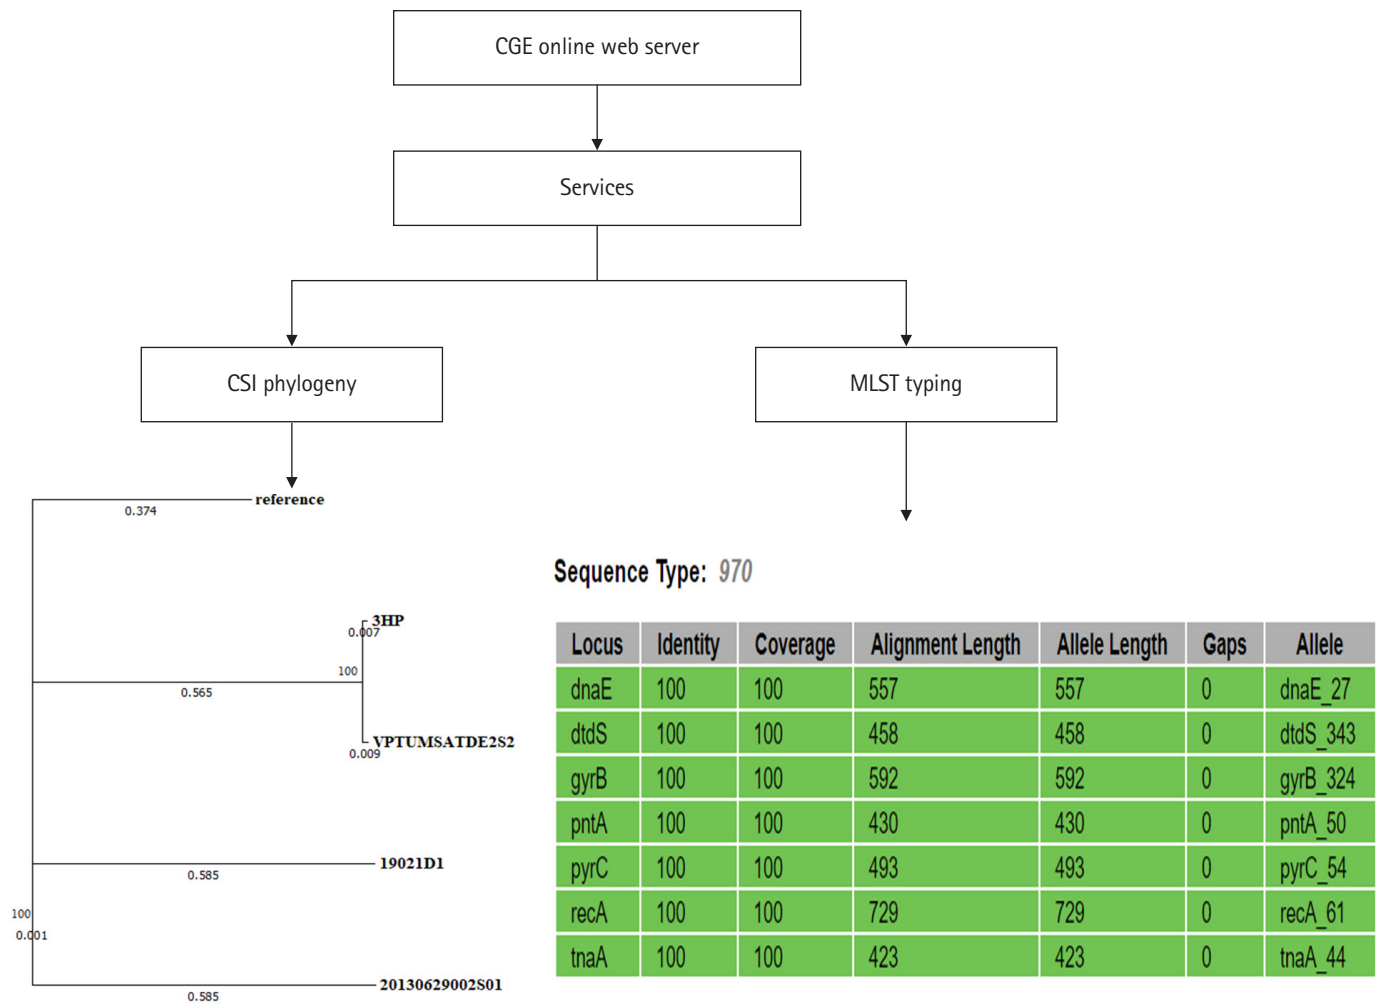 CGE online web server
Services
CSI phylogeny
MLST typing
reference
0.374
3HP
0.007
100
0.565
VPTUMSATDE2S2
0.009
19021D1
0.585
100
0.001
20130629002S01
0.585
Sequence Type: 970
Locus Identity Coverage Alignment Length Allele Length Gaps Allele
dnaE 100 100 557 557 0 dnaE_27
dtdS 100 100 458 458 0 dtdS_343
gyrB 100 100 592 592 0 gyrB_324
pntA 100 100 430 430 0 pntA_50
pyrC 100 100 493 493 0 pyrC_54
recA 100 100 729 729 0 recA_61
tnaA 100 100 423 423 0 tnaA_44